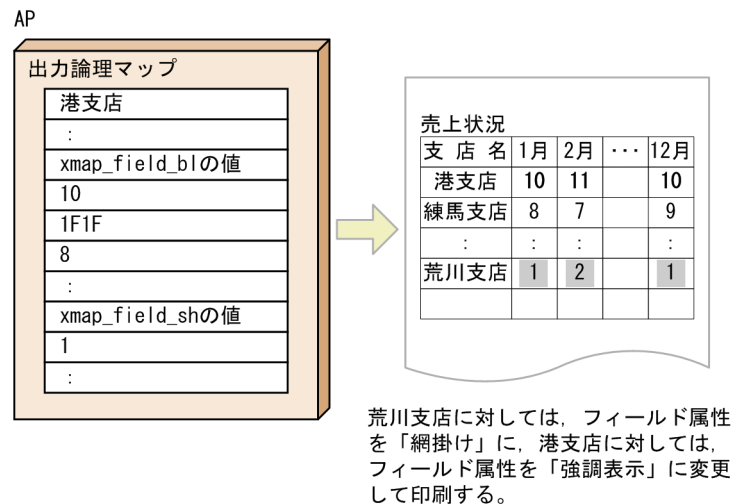 AP
出力論理マップ
港支店
：
xmap_field_blの値
10
1F1F
8
：
xmap_field_shの値
1
：
売上状況
支 店 名 1月 2月 ･･･ 12月
港支店 10 11 10
練馬支店 8 7 9
： ： ： ：
荒川支店 1 2 1
荒川支店に対しては，フィールド属性
を「網掛け」に，港支店に対しては，
フィールド属性を「強調表示」に変更
して印刷する。